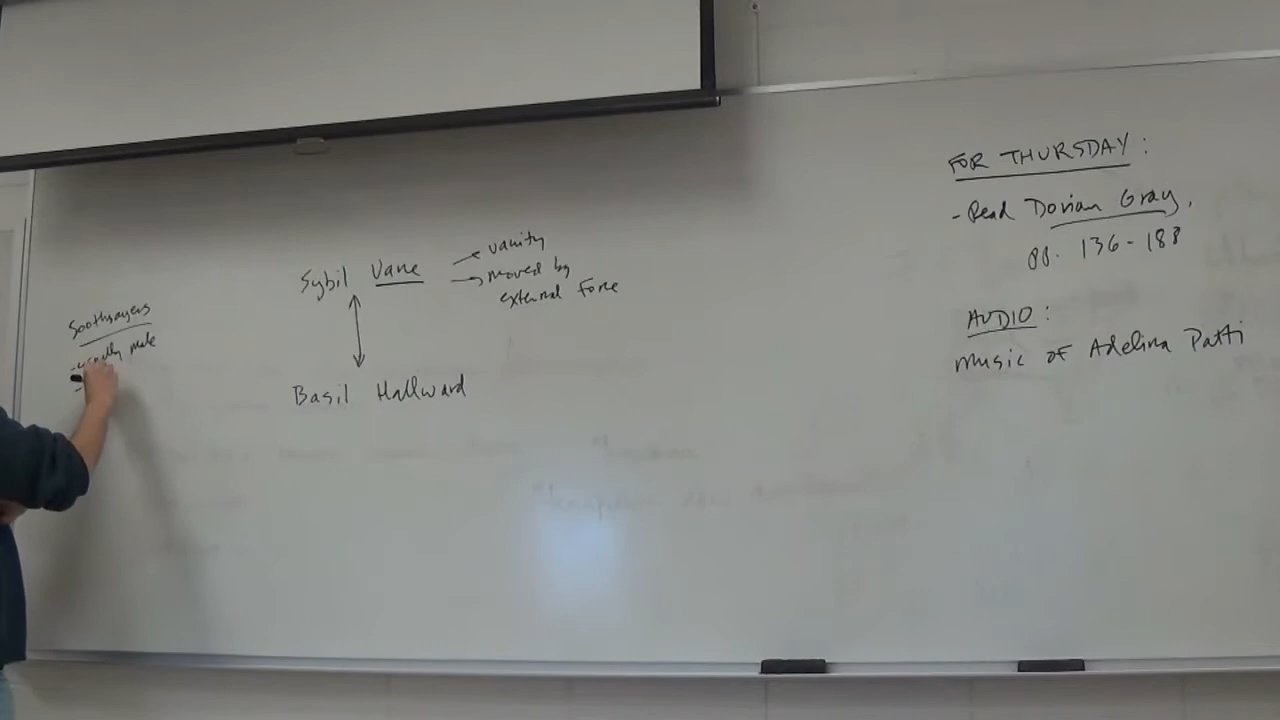 Soothsayers
- usually male
-
Sybil Vane
vanity
moved by
external force
Basil Hallward
FOR THURSDAY:
- Read Dorian Gray,
pp. 136-188
AUDIO:
music of Adelina Patti